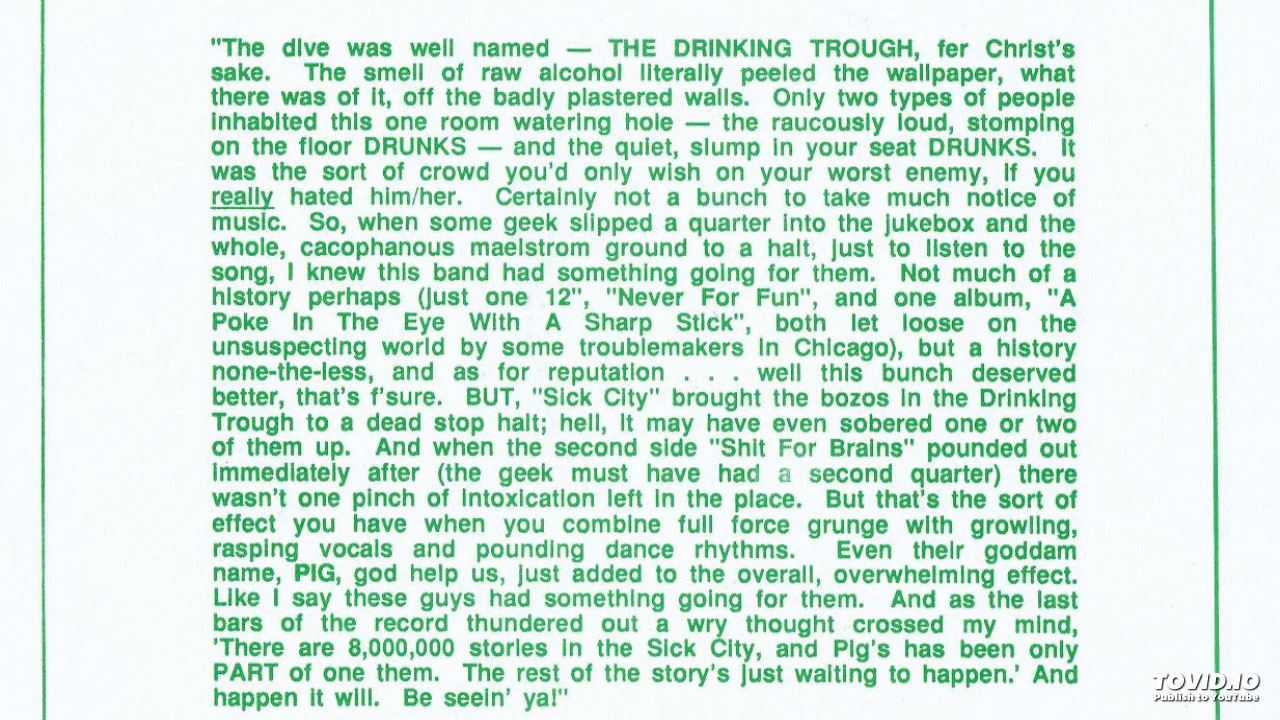 "The dive was well named — THE DRINKING TROUGH, fer Christ's
sake. The smell of raw alcohol literally peeled the wallpaper, what
there was of it, off the badly plastered walls. Only two types of people
inhabited this one room watering hole — the raucously loud, stomping
on the floor DRUNKS — and the quiet, slump in your seat DRUNKS. It
was the sort of crowd you'd only wish on your worst enemy, if you
really hated him/her. Certainly not a bunch to take much notice of
music. So, when some geek slipped a quarter into the jukebox and the
whole, cacophanous maelstrom ground to a halt, just to listen to the
song, I knew this band had something going for them. Not much of a
history perhaps (just one 12", "Never For Fun", and one album, "A
Poke In The Eye With A Sharp Stick", both let loose on the
unsuspecting world by some troublemakers in Chicago), but a history
none-the-less, and as for reputation . . . well this bunch deserved
better, that's f'sure. BUT, "Sick City" brought the bozos in the Drinking
Trough to a dead stop halt; hell, it may have even sobered one or two
of them up. And when the second side "Shit For Brains" pounded out
immediately after (the geek must have had a second quarter) there
wasn't one pinch of intoxication left in the place. But that's the sort of
effect you have when you combine full force grunge with growling,
rasping vocals and pounding dance rhythms. Even their goddam
name, PIG, god help us, just added to the overall, overwhelming effect.
Like I say these guys had something going for them. And as the last
bars of the record thundered out a wry thought crossed my mind,
'There are 8,000,000 stories in the Sick City, and Pig's has been only
PART of one them. The rest of the story's just waiting to happen.' And
happen it will. Be seein' ya!"
TOVID.IO
Publish to YouTube